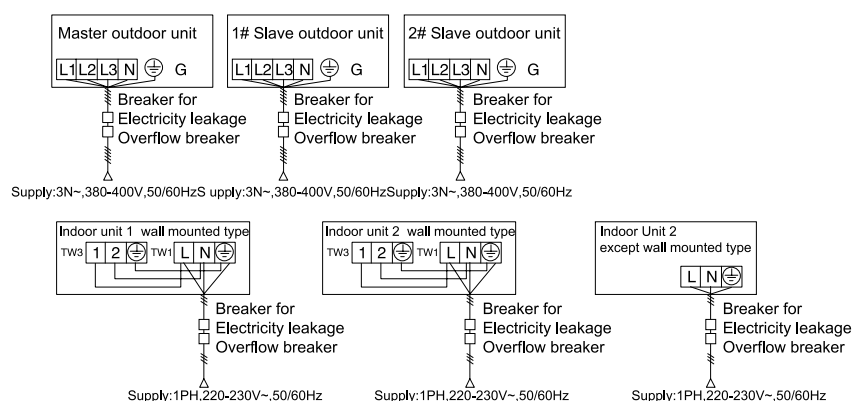 Master outdoor unit
L1 L2 L3 N G
Breaker for
Electricity leakage
Overflow breaker
1# Slave outdoor unit
L1 L2 L3 N G
Breaker for
Electricity leakage
Overflow breaker
2# Slave outdoor unit
L1 L2 L3 N G
Breaker for
Electricity leakage
Overflow breaker
Supply:3N~,380-400V,50/60HzS upply:3N~,380-400V,50/60HzSupply:3N~,380-400V,50/60Hz
Indoor unit 1 wall mounted type
TW3 1 2 TW1 L N
Breaker for
Electricity leakage
Overflow breaker
Supply:1PH,220-230V~,50/60Hz
Indoor unit 2 wall mounted type
TW3 1 2 TW1 L N
Breaker for
Electricity leakage
Overflow breaker
Supply:1PH,220-230V~,50/60Hz
Indoor Unit 2
except wall mounted type
L N
Breaker for
Electricity leakage
Overflow breaker
Supply:1PH,220-230V~,50/60Hz